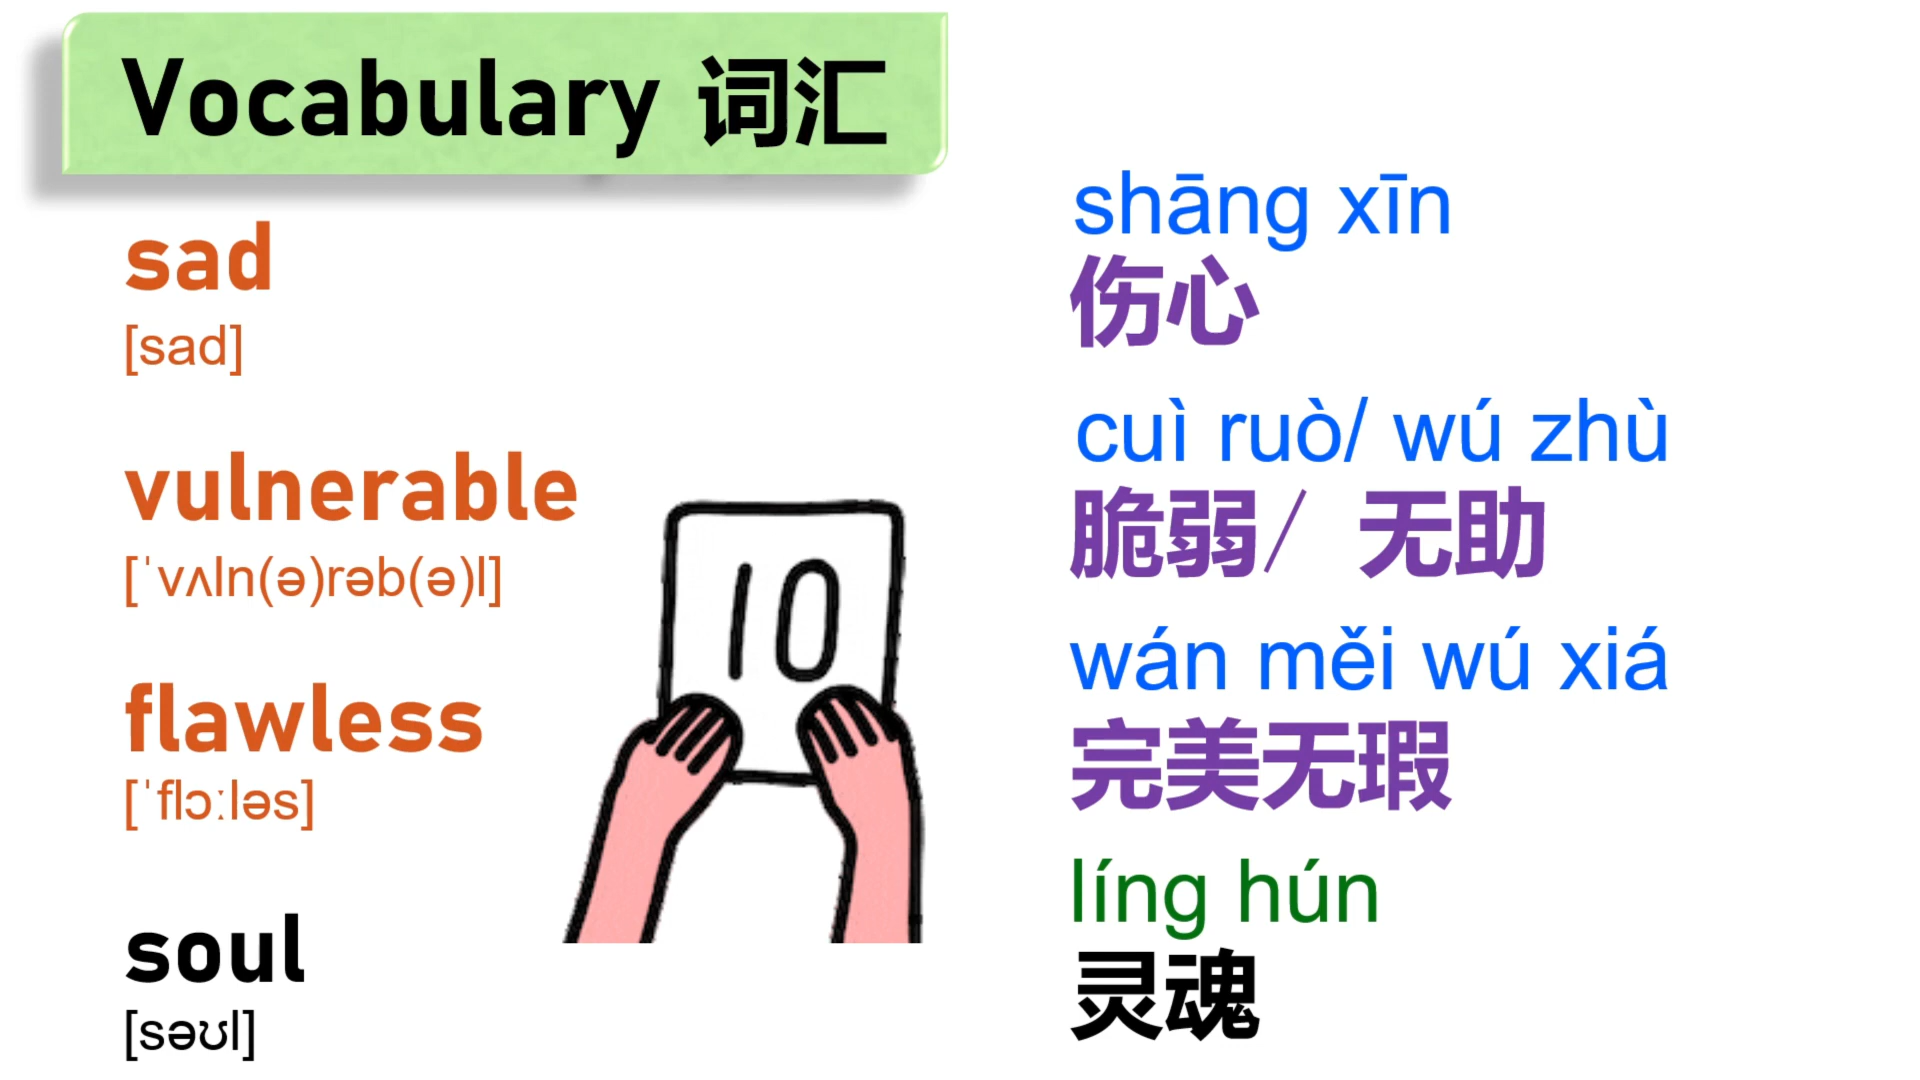 Vocabulary 词汇
sad
[sad]
shāng xīn
伤心
vulnerable
[ˈvʌln(ə)rəb(ə)l]
cuì ruò/ wú zhù
脆弱/ 无助
flawless
[ˈflɔːləs]
wán měi wú xiá
完美无瑕
soul
[səʊl]
líng hún
灵魂
10